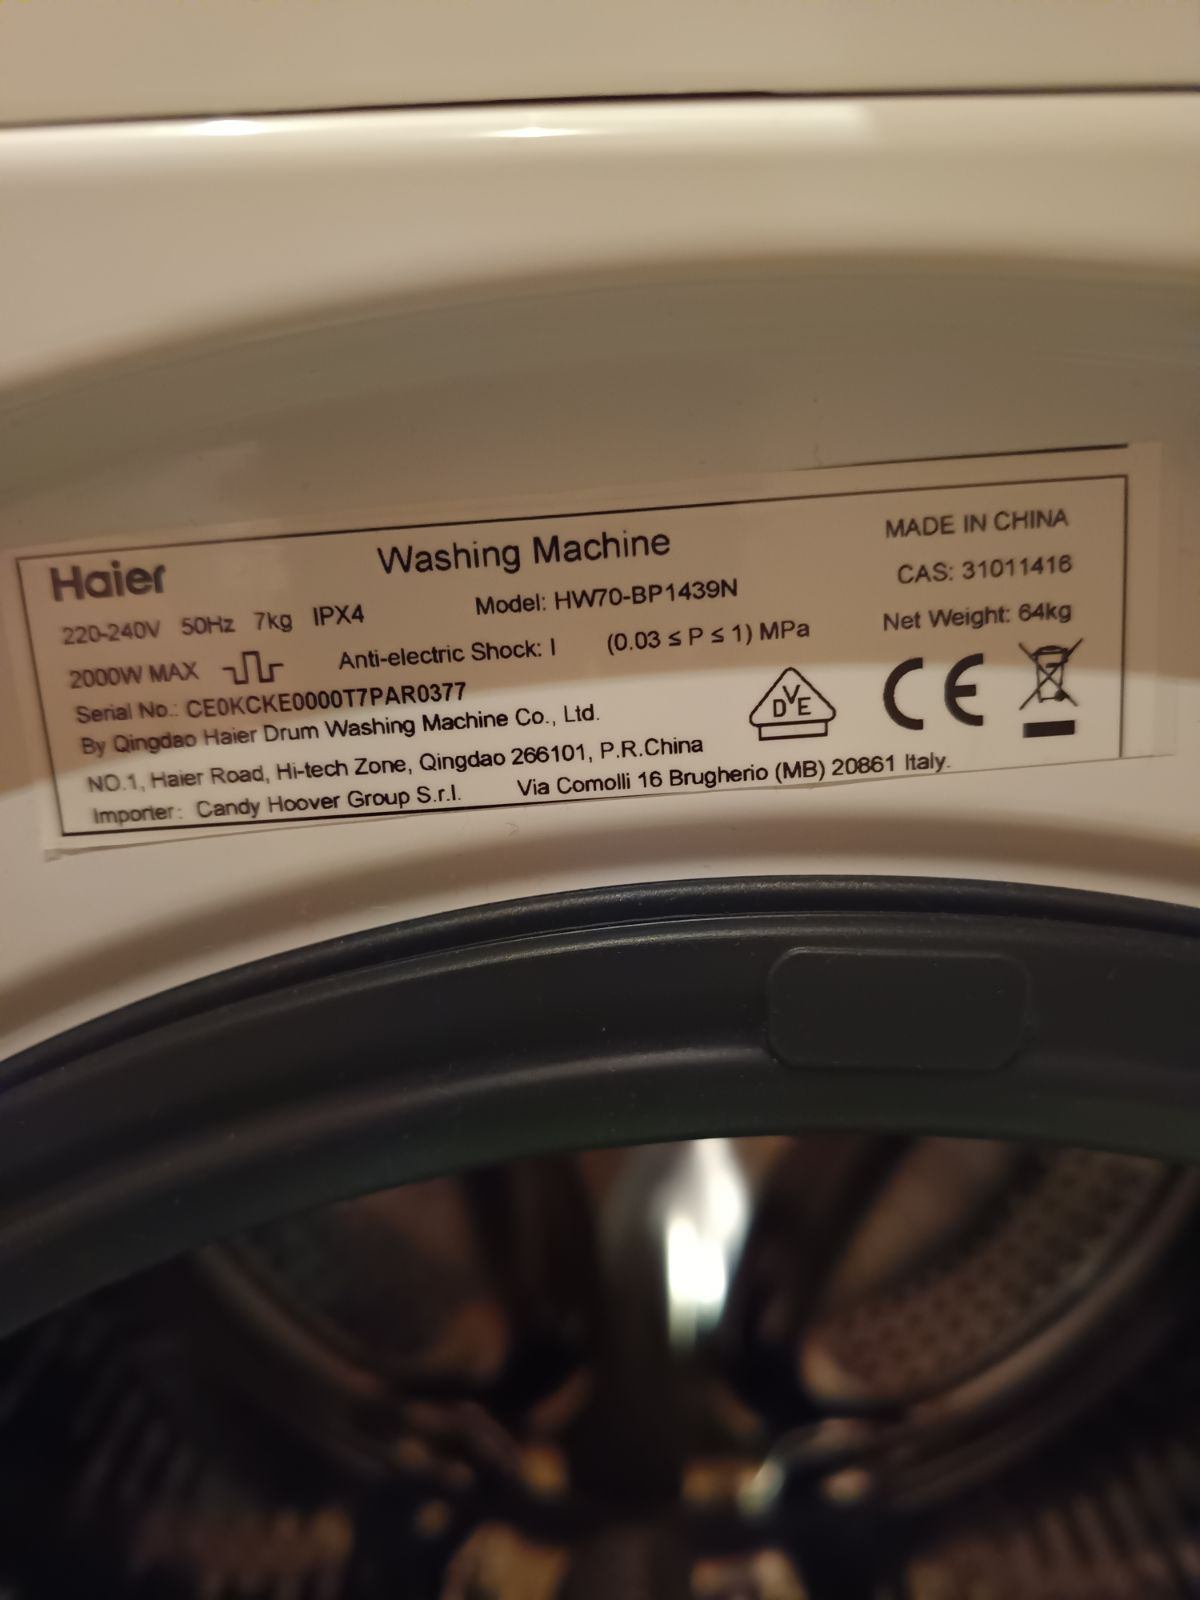 Haier
Washing Machine
MADE IN CHINA
220-240V 50Hz 7kg IPX4
Model: HW70-BP1439N
CAS: 31011416
2000W MAX
Anti-electric Shock: I
(0.03 ≤ P ≤ 1) MPa
Net Weight: 64kg
Serial No.: CE0KCKE0000T7PAR0377
By Qingdao Haier Drum Washing Machine Co., Ltd.
DVE
CE
NO.1, Haier Road, Hi-tech Zone, Qingdao 266101, P.R.China
Importer: Candy Hoover Group S.r.l. Via Comolli 16 Brugherio (MB) 20861 Italy.